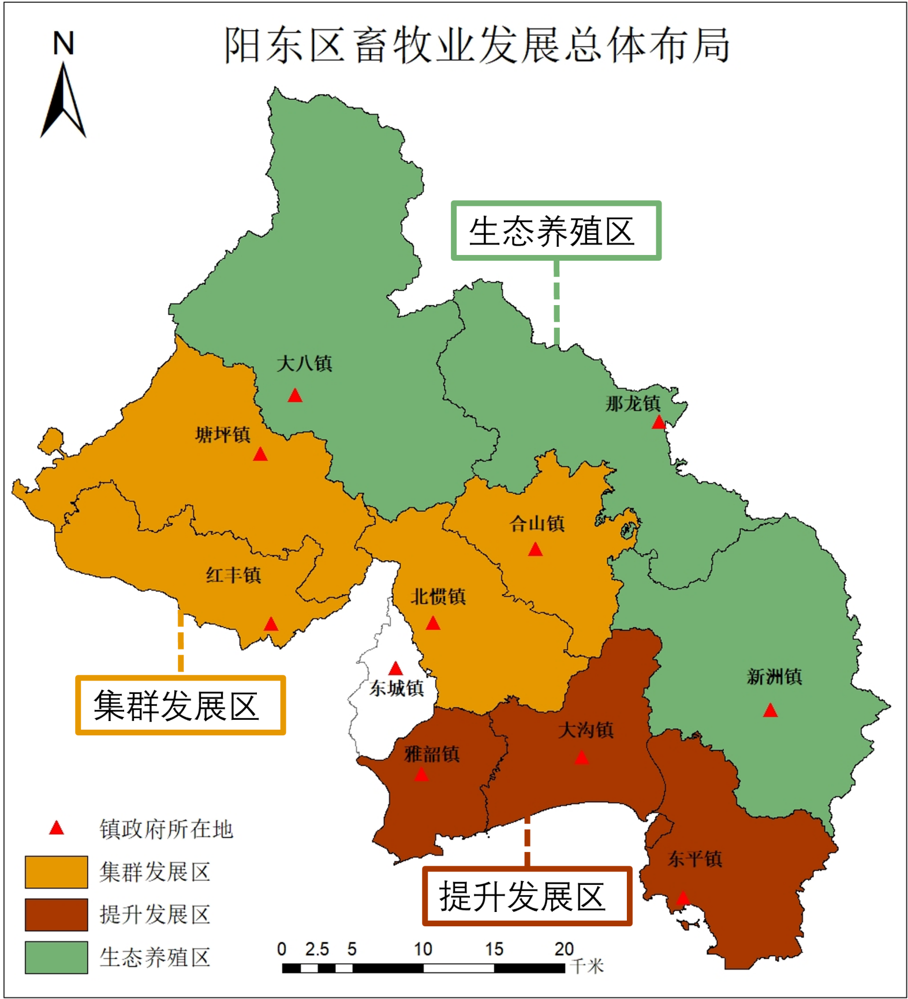 阳东区畜牧业发展总体布局
N
生态养殖区
大八镇
那龙镇
塘坪镇
合山镇
红丰镇
北惯镇
新洲镇
东城镇
集群发展区
大沟镇
雅韶镇
东平镇
提升发展区
镇政府所在地
集群发展区
提升发展区
生态养殖区
0 2.5 5 10 15 20
千米